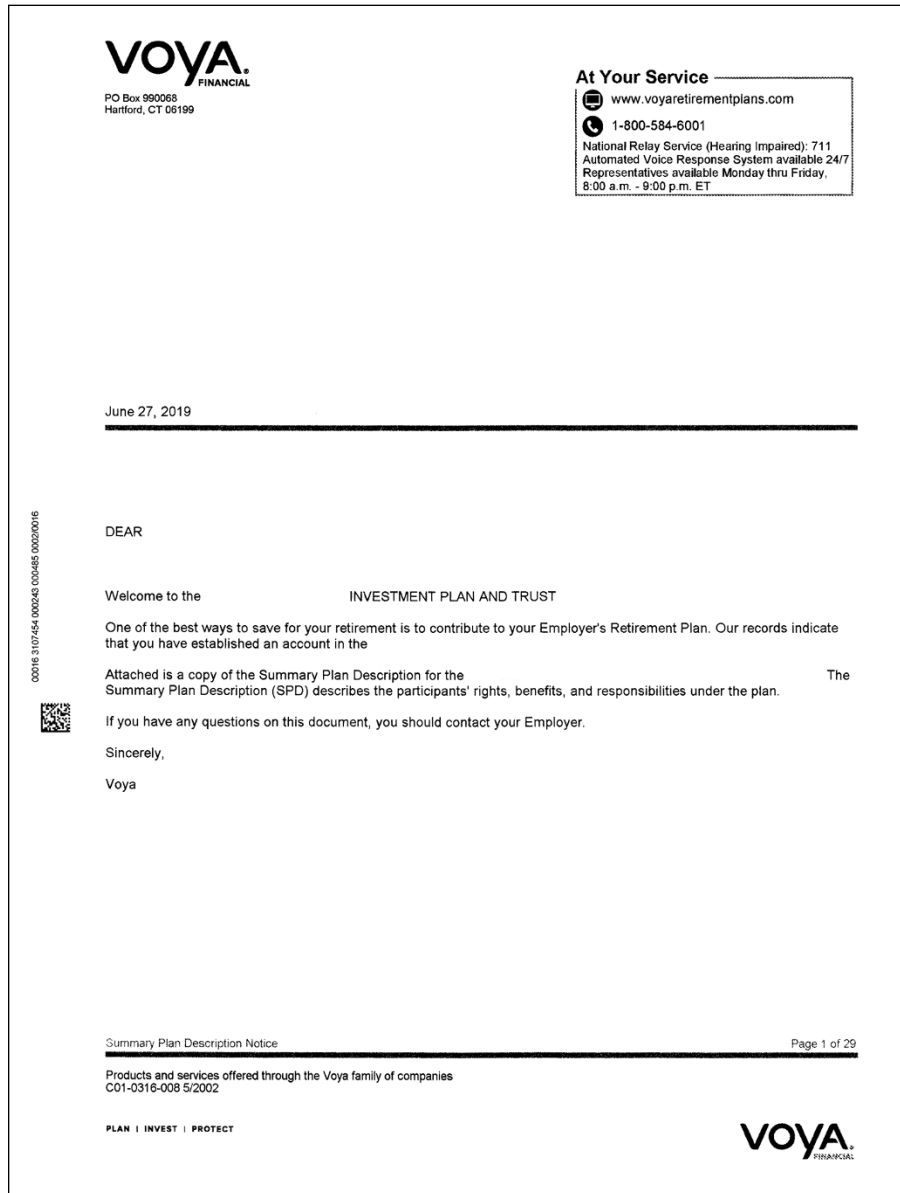 VOYA.
FINANCIAL
PO Box 990068
Hartford, CT 06199
At Your Service
www.voyaretirementplans.com
1-800-584-6001
National Relay Service (Hearing Impaired): 711
Automated Voice Response System available 24/7
Representatives available Monday thru Friday,
8:00 a.m. - 9:00 p.m. ET
June 27, 2019
00016 3107454 000243 000485 0002/0016
DEAR
Welcome to the INVESTMENT PLAN AND TRUST
One of the best ways to save for your retirement is to contribute to your Employer's Retirement Plan. Our records indicate
that you have established an account in the
Attached is a copy of the Summary Plan Description for the The
Summary Plan Description (SPD) describes the participants' rights, benefits, and responsibilities under the plan.
If you have any questions on this document, you should contact your Employer.
Sincerely,
Voya
Summary Plan Description Notice Page 1 of 29
Products and services offered through the Voya family of companies
C01-0316-008 5/2002
PLAN | INVEST | PROTECT
VOYA.
FINANCIAL